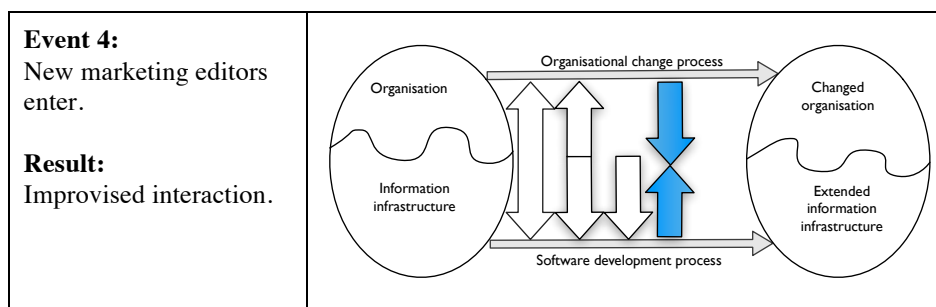 Event 4:
New marketing editors
enter.
Result:
Improvised interaction.
Organisational change process
Organisation
Changed
organisation
Information
infrastructure
Extended
information
infrastructure
Software development process